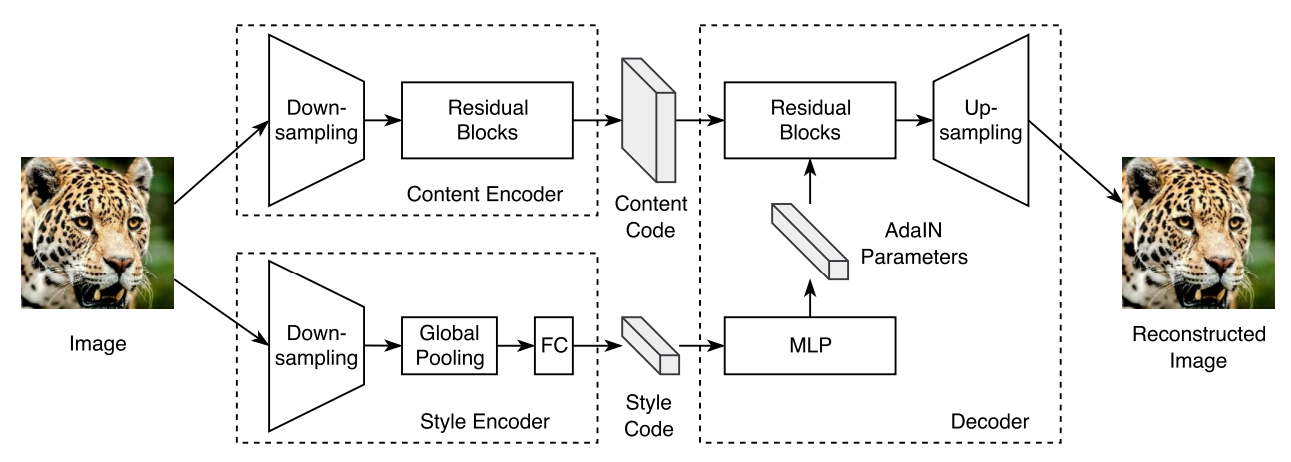 Down-
sampling
Residual
Blocks
Content Encoder
Content
Code
Residual
Blocks
Up-
sampling
AdaIN
Parameters
Image
Down-
sampling
Global
Pooling
FC
Style Encoder
Style
Code
MLP
Decoder
Reconstructed
Image